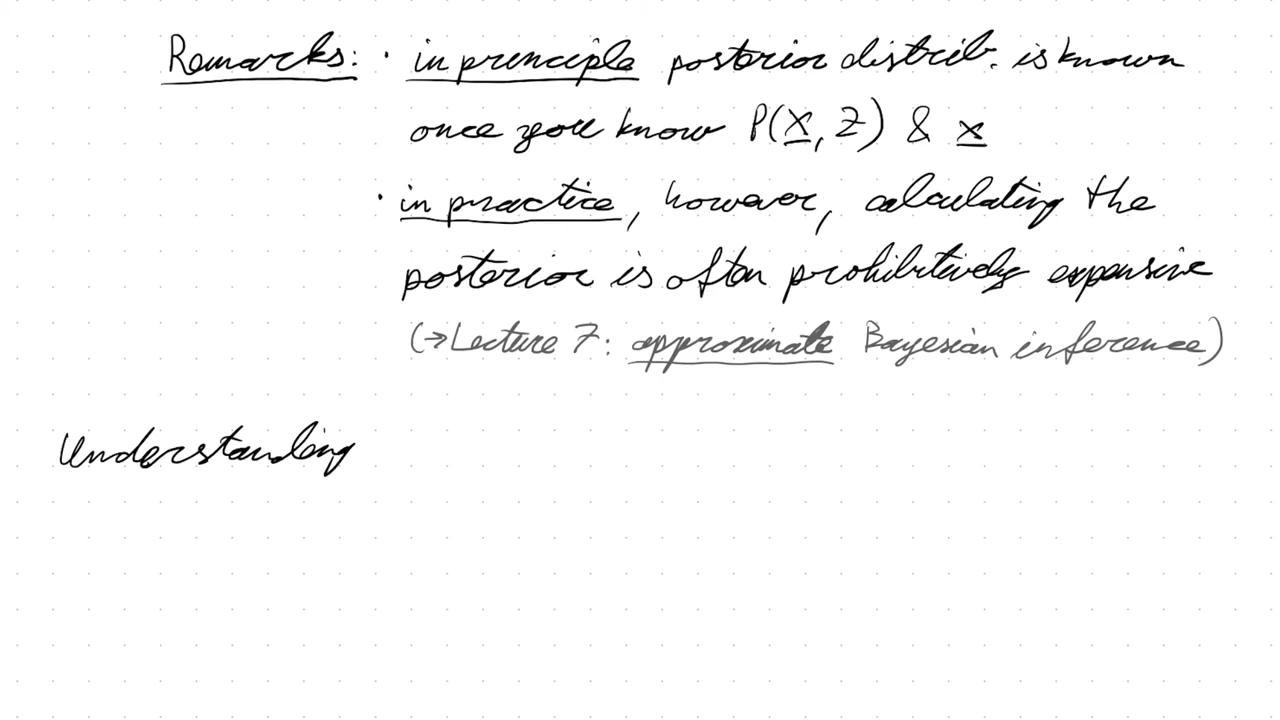 Remarks: · in principle posterior distrib. is known
once you know P(X, Z) & x
· in practice, however, calculating the
posterior is often prohibitively expensive
(→ Lecture 7: approximate Bayesian inference)
Understanding